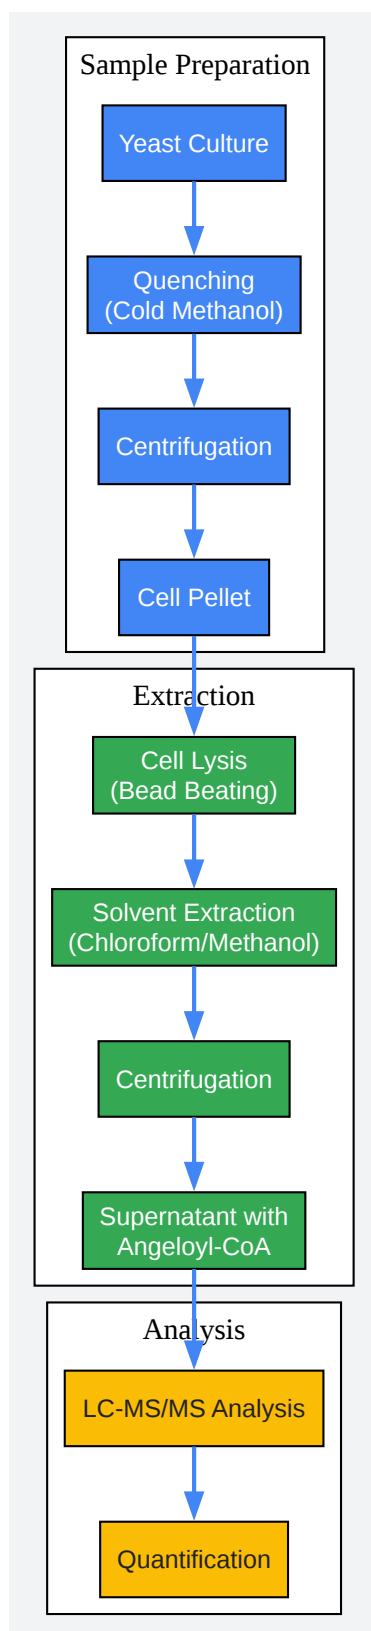 Sample Preparation
Yeast Culture
Quenching
(Cold Methanol)
Centrifugation
Cell Pellet
Extraction
Cell Lysis
(Bead Beating)
Solvent Extraction
(Chloroform/Methanol)
Centrifugation
Supernatant with
Angeloyl-CoA
Analysis
LC-MS/MS Analysis
Quantification